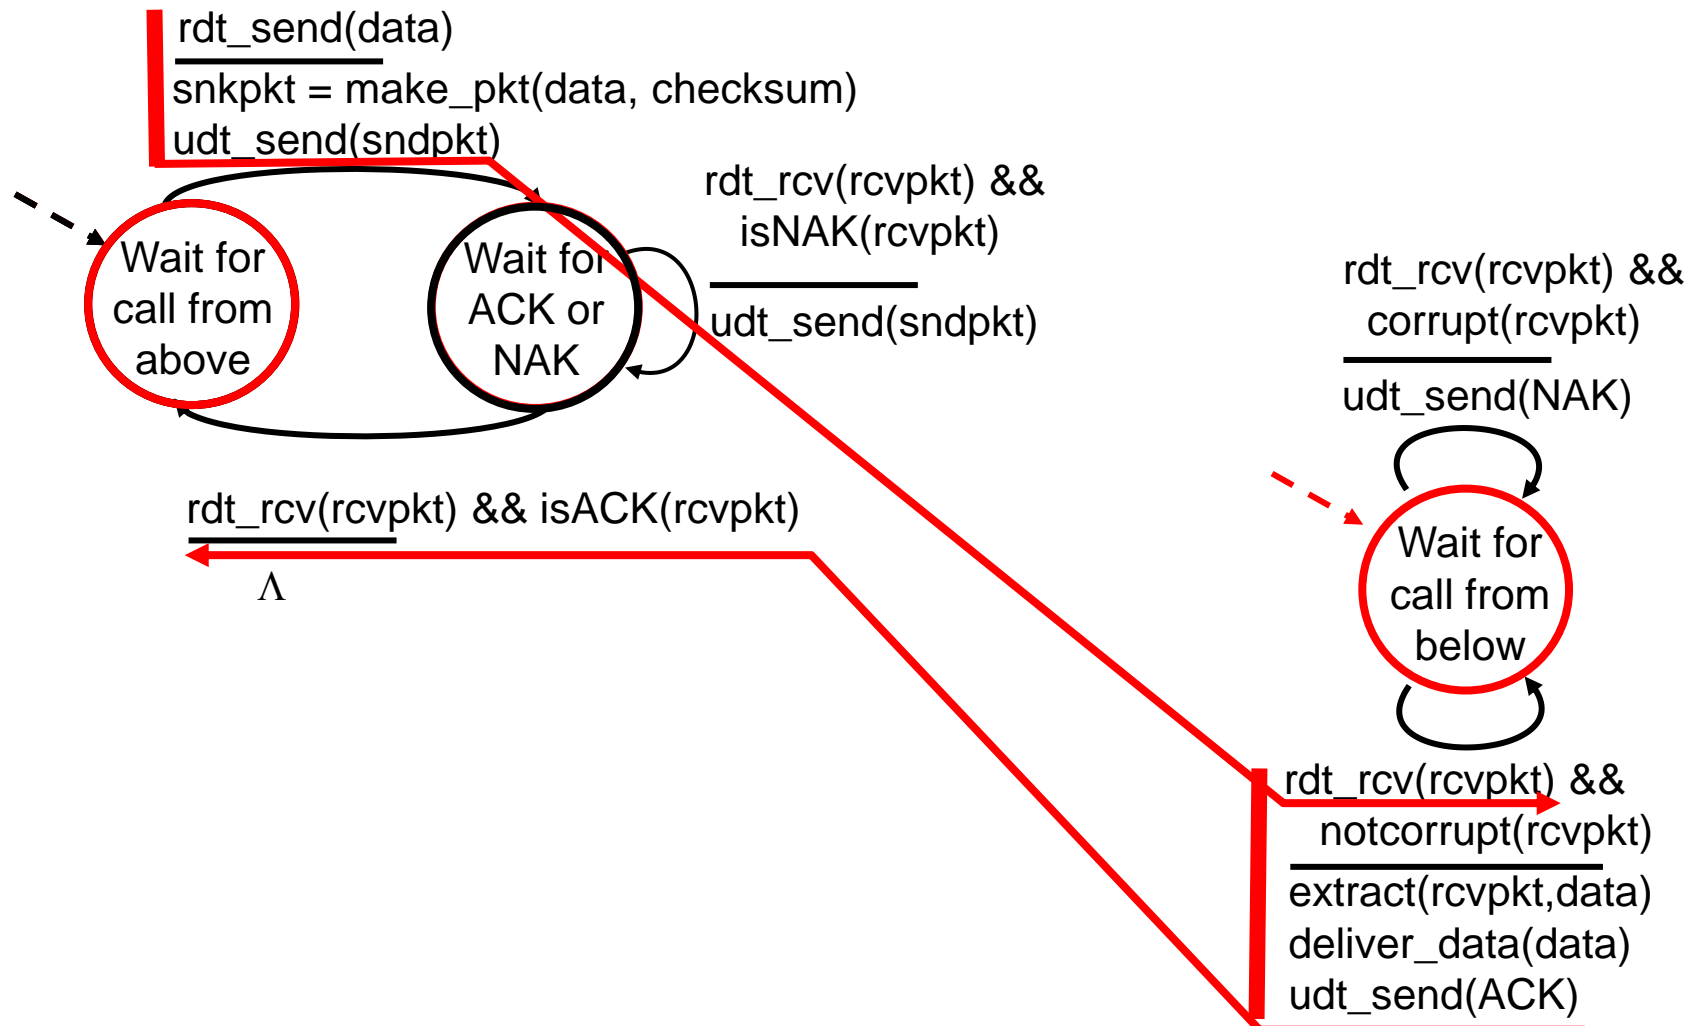 rdt_send(data)
snkpkt = make_pkt(data, checksum)
udt_send(sndpkt)
Wait for
call from
above
Wait for
ACK or
NAK
rdt_rcv(rcvpkt) &&
isNAK(rcvpkt)
udt_send(sndpkt)
rdt_rcv(rcvpkt) && isACK(rcvpkt)
Λ
rdt_rcv(rcvpkt) &&
corrupt(rcvpkt)
udt_send(NAK)
Wait for
call from
below
rdt_rcv(rcvpkt) &&
notcorrupt(rcvpkt)
extract(rcvpkt,data)
deliver_data(data)
udt_send(ACK)